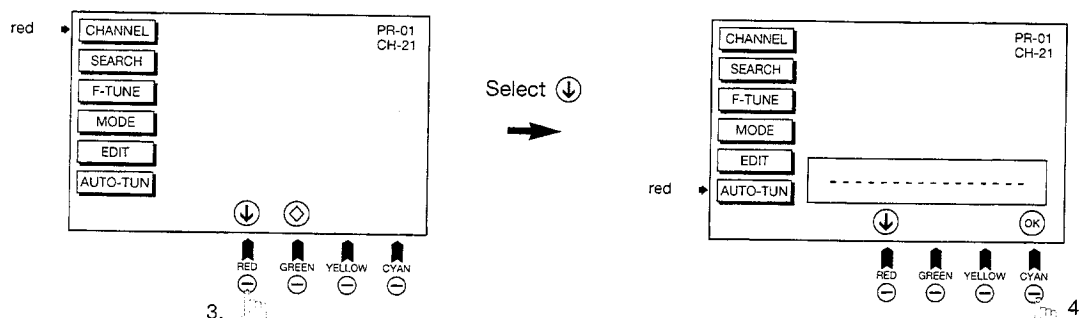 red
CHANNEL
SEARCH
F-TUNE
MODE
EDIT
AUTO-TUN
PR-01
CH-21
RED GREEN YELLOW CYAN
3.
Select
CHANNEL
SEARCH
F-TUNE
MODE
EDIT
red
AUTO-TUN
PR-01
CH-21
OK
RED GREEN YELLOW CYAN
4